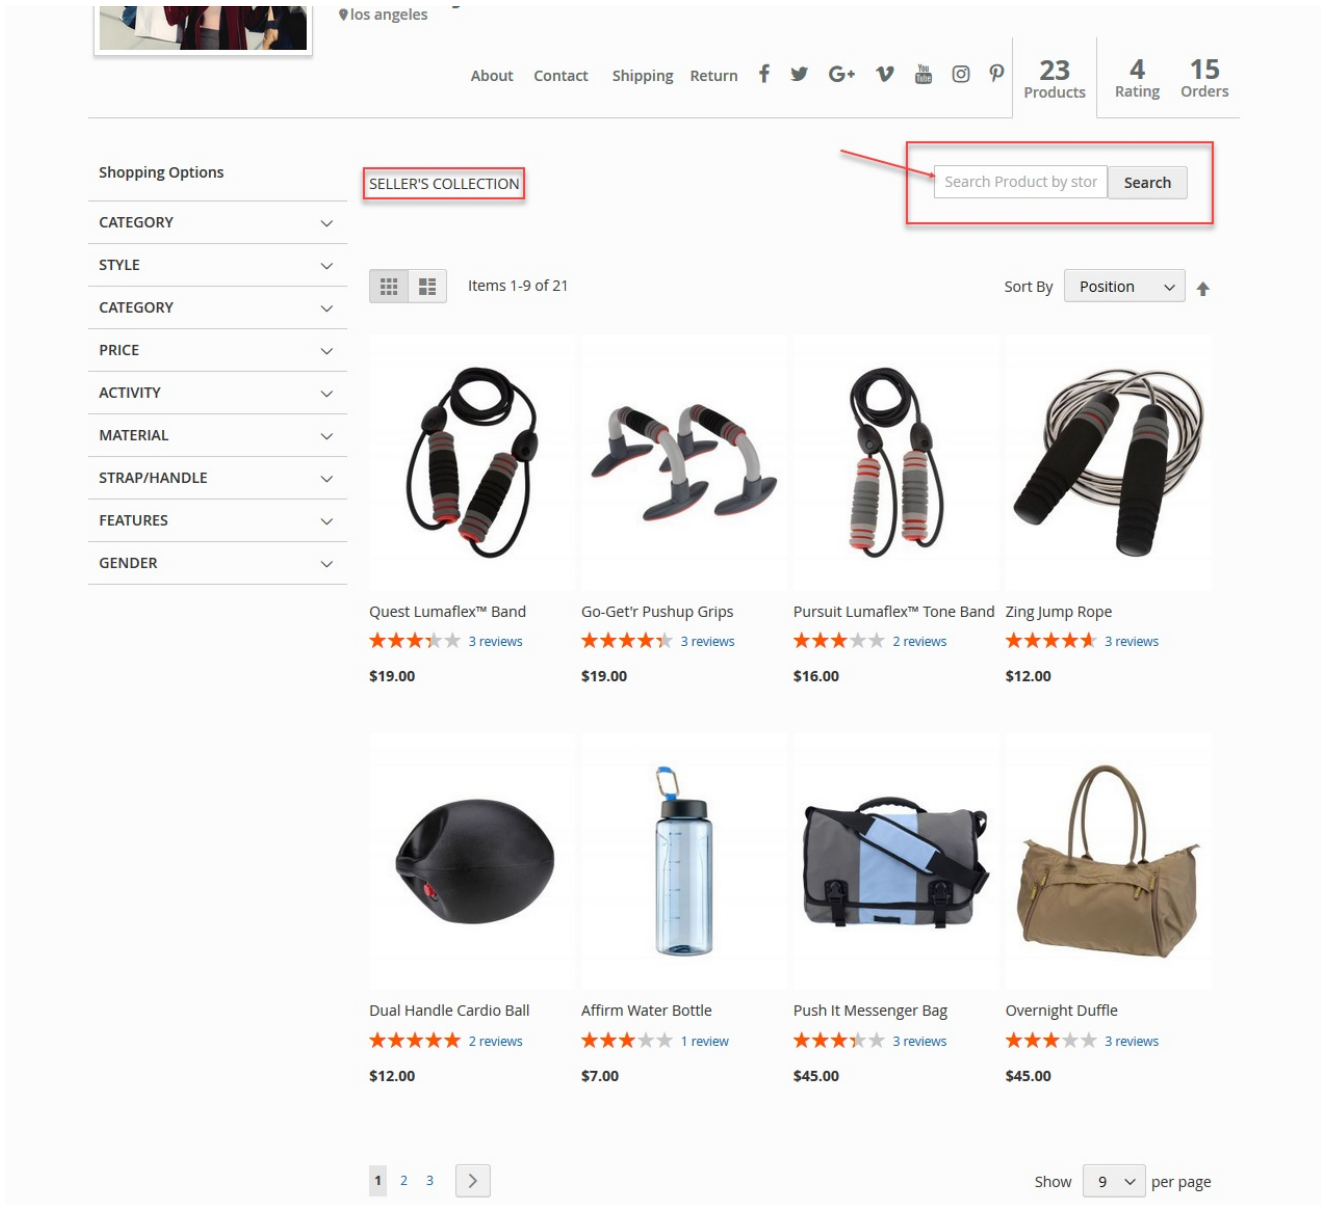 los angeles
About Contact Shipping Return G+ You Tube 23 Products 4 Rating 15 Orders
Shopping Options
SELLER'S COLLECTION
Search Product by stor Search
CATEGORY
STYLE
CATEGORY
PRICE
ACTIVITY
MATERIAL
STRAP/HANDLE
FEATURES
GENDER
Items 1-9 of 21
Sort By Position
Quest Lumaflex™ Band
3 reviews
$19.00
Go-Get'r Pushup Grips
3 reviews
$19.00
Pursuit Lumaflex™ Tone Band
2 reviews
$16.00
Zing Jump Rope
3 reviews
$12.00
Dual Handle Cardio Ball
2 reviews
$12.00
Affirm Water Bottle
1 review
$7.00
Push It Messenger Bag
3 reviews
$45.00
Overnight Duffle
3 reviews
$45.00
1 2 3
Show 9 per page